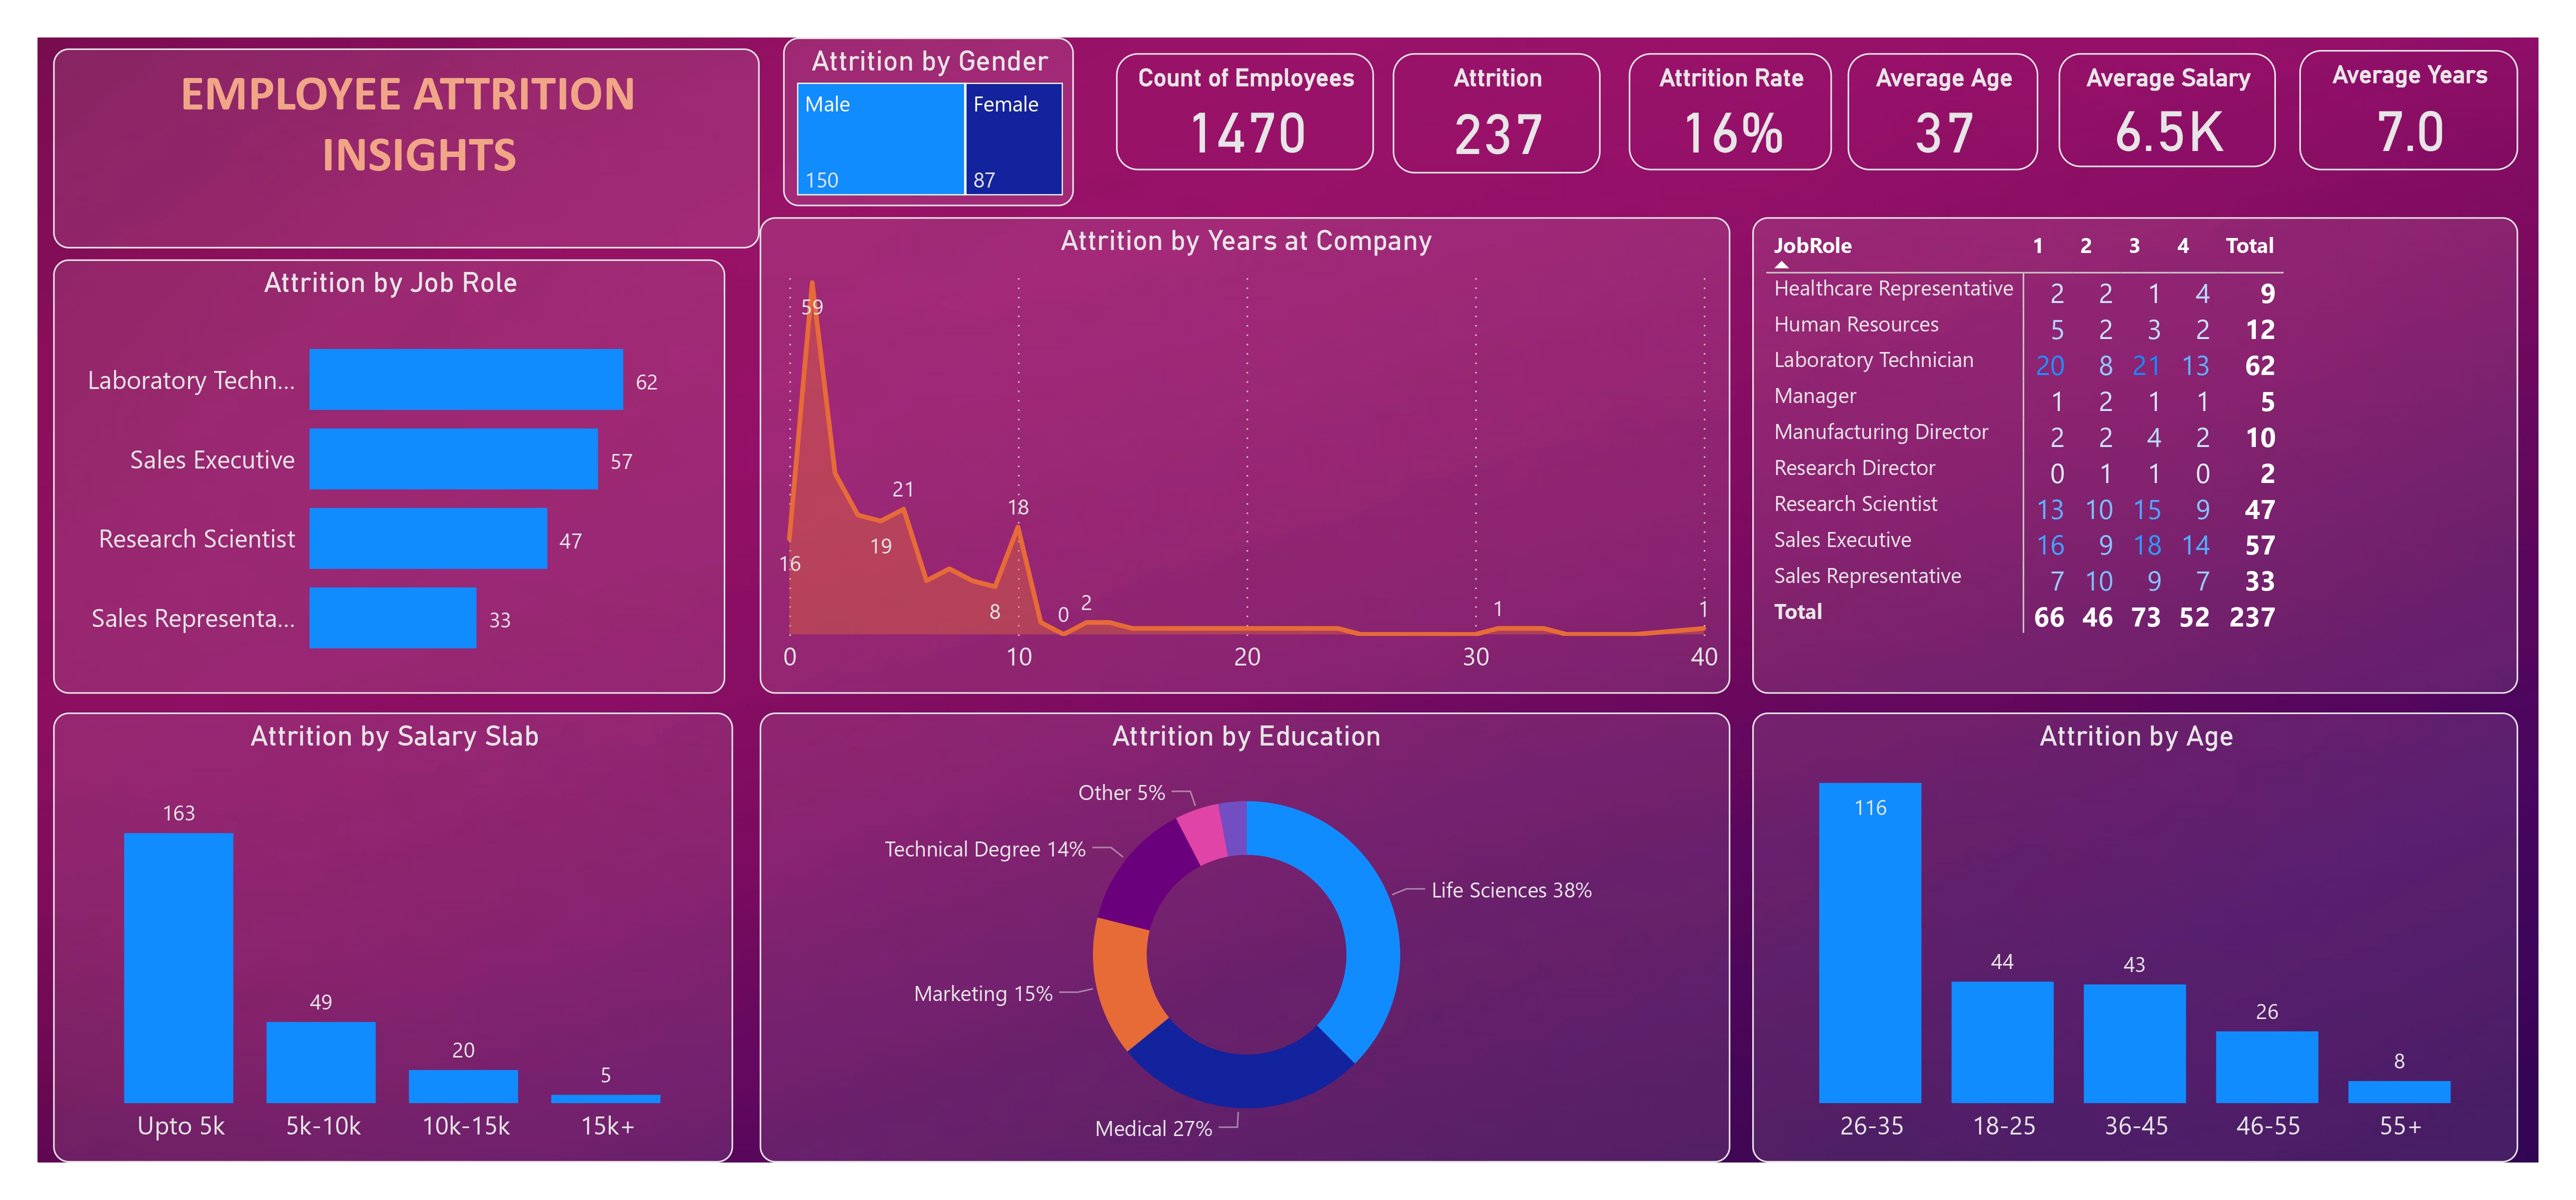 EMPLOYEE ATTRITION
INSIGHTS
Attrition by Gender
Male
150
Female
87
Count of Employees
1470
Attrition
237
Attrition Rate
16%
Average Age
37
Average Salary
6.5K
Average Years
7.0
Attrition by Job Role
Laboratory Techn... 62
Sales Executive 57
Research Scientist 47
Sales Representa... 33
Attrition by Years at Company
59
16
21
19
8
18
0
2
1
1
0 10 20 30 40
JobRole 1 2 3 4 Total
Healthcare Representative 2 2 1 4 9
Human Resources 5 2 3 2 12
Laboratory Technician 20 8 21 13 62
Manager 1 2 1 1 5
Manufacturing Director 2 2 4 2 10
Research Director 0 1 1 0 2
Research Scientist 13 10 15 9 47
Sales Executive 16 9 18 14 57
Sales Representative 7 10 9 7 33
Total 66 46 73 52 237
Attrition by Salary Slab
163
49
20
5
Upto 5k 5k-10k 10k-15k 15k+
Attrition by Education
Other 5%
Technical Degree 14%
Life Sciences 38%
Marketing 15%
Medical 27%
Attrition by Age
116
44
43
26
8
26-35 18-25 36-45 46-55 55+